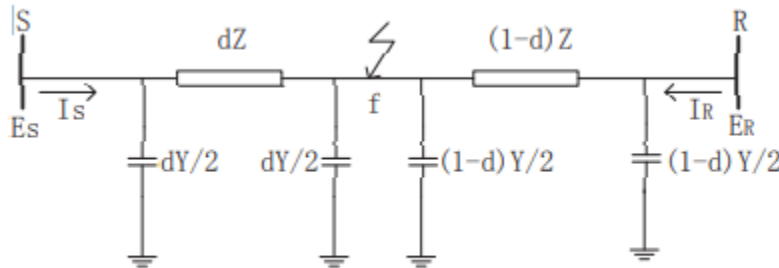 S
dZ
(1-d)Z
R
Is
f
IR
Es
ER
dY/2
dY/2
(1-d)Y/2
(1-d)Y/2